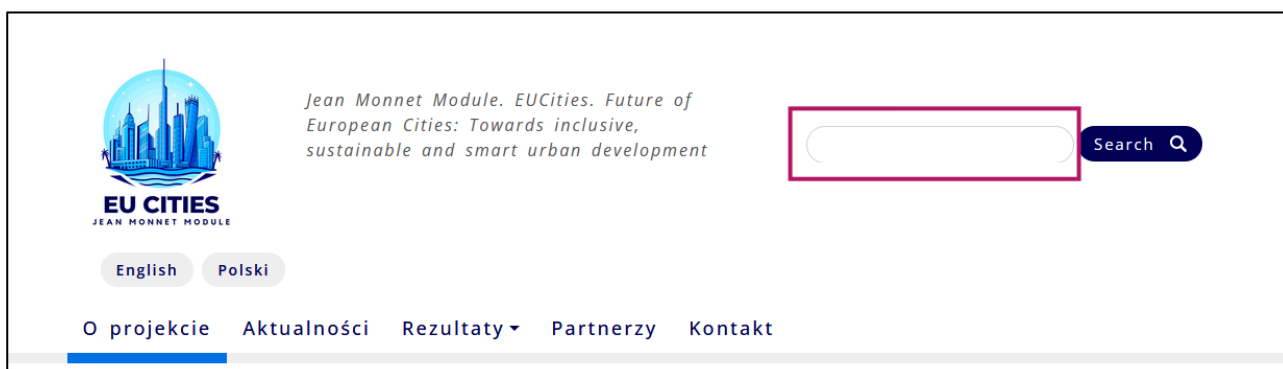 Jean Monnet Module. EUCities. Future of
European Cities: Towards inclusive,
sustainable and smart urban development
Search
EU CITIES
JEAN MONNET MODULE
English Polski
O projekcie Aktualności Rezultaty Partnerzy Kontakt